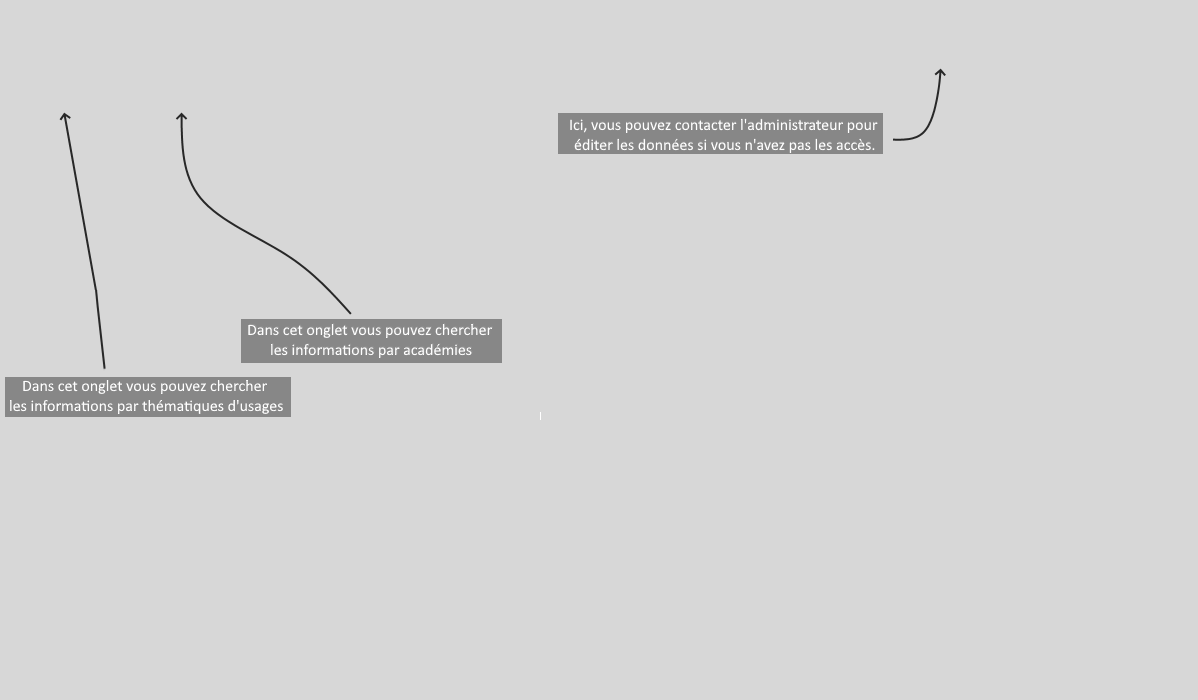 Ici, vous pouvez contacter l'administrateur pour
éditer les données si vous n'avez pas les accès.
Dans cet onglet vous pouvez chercher
les informations par académies
Dans cet onglet vous pouvez chercher
les informations par thématiques d'usages